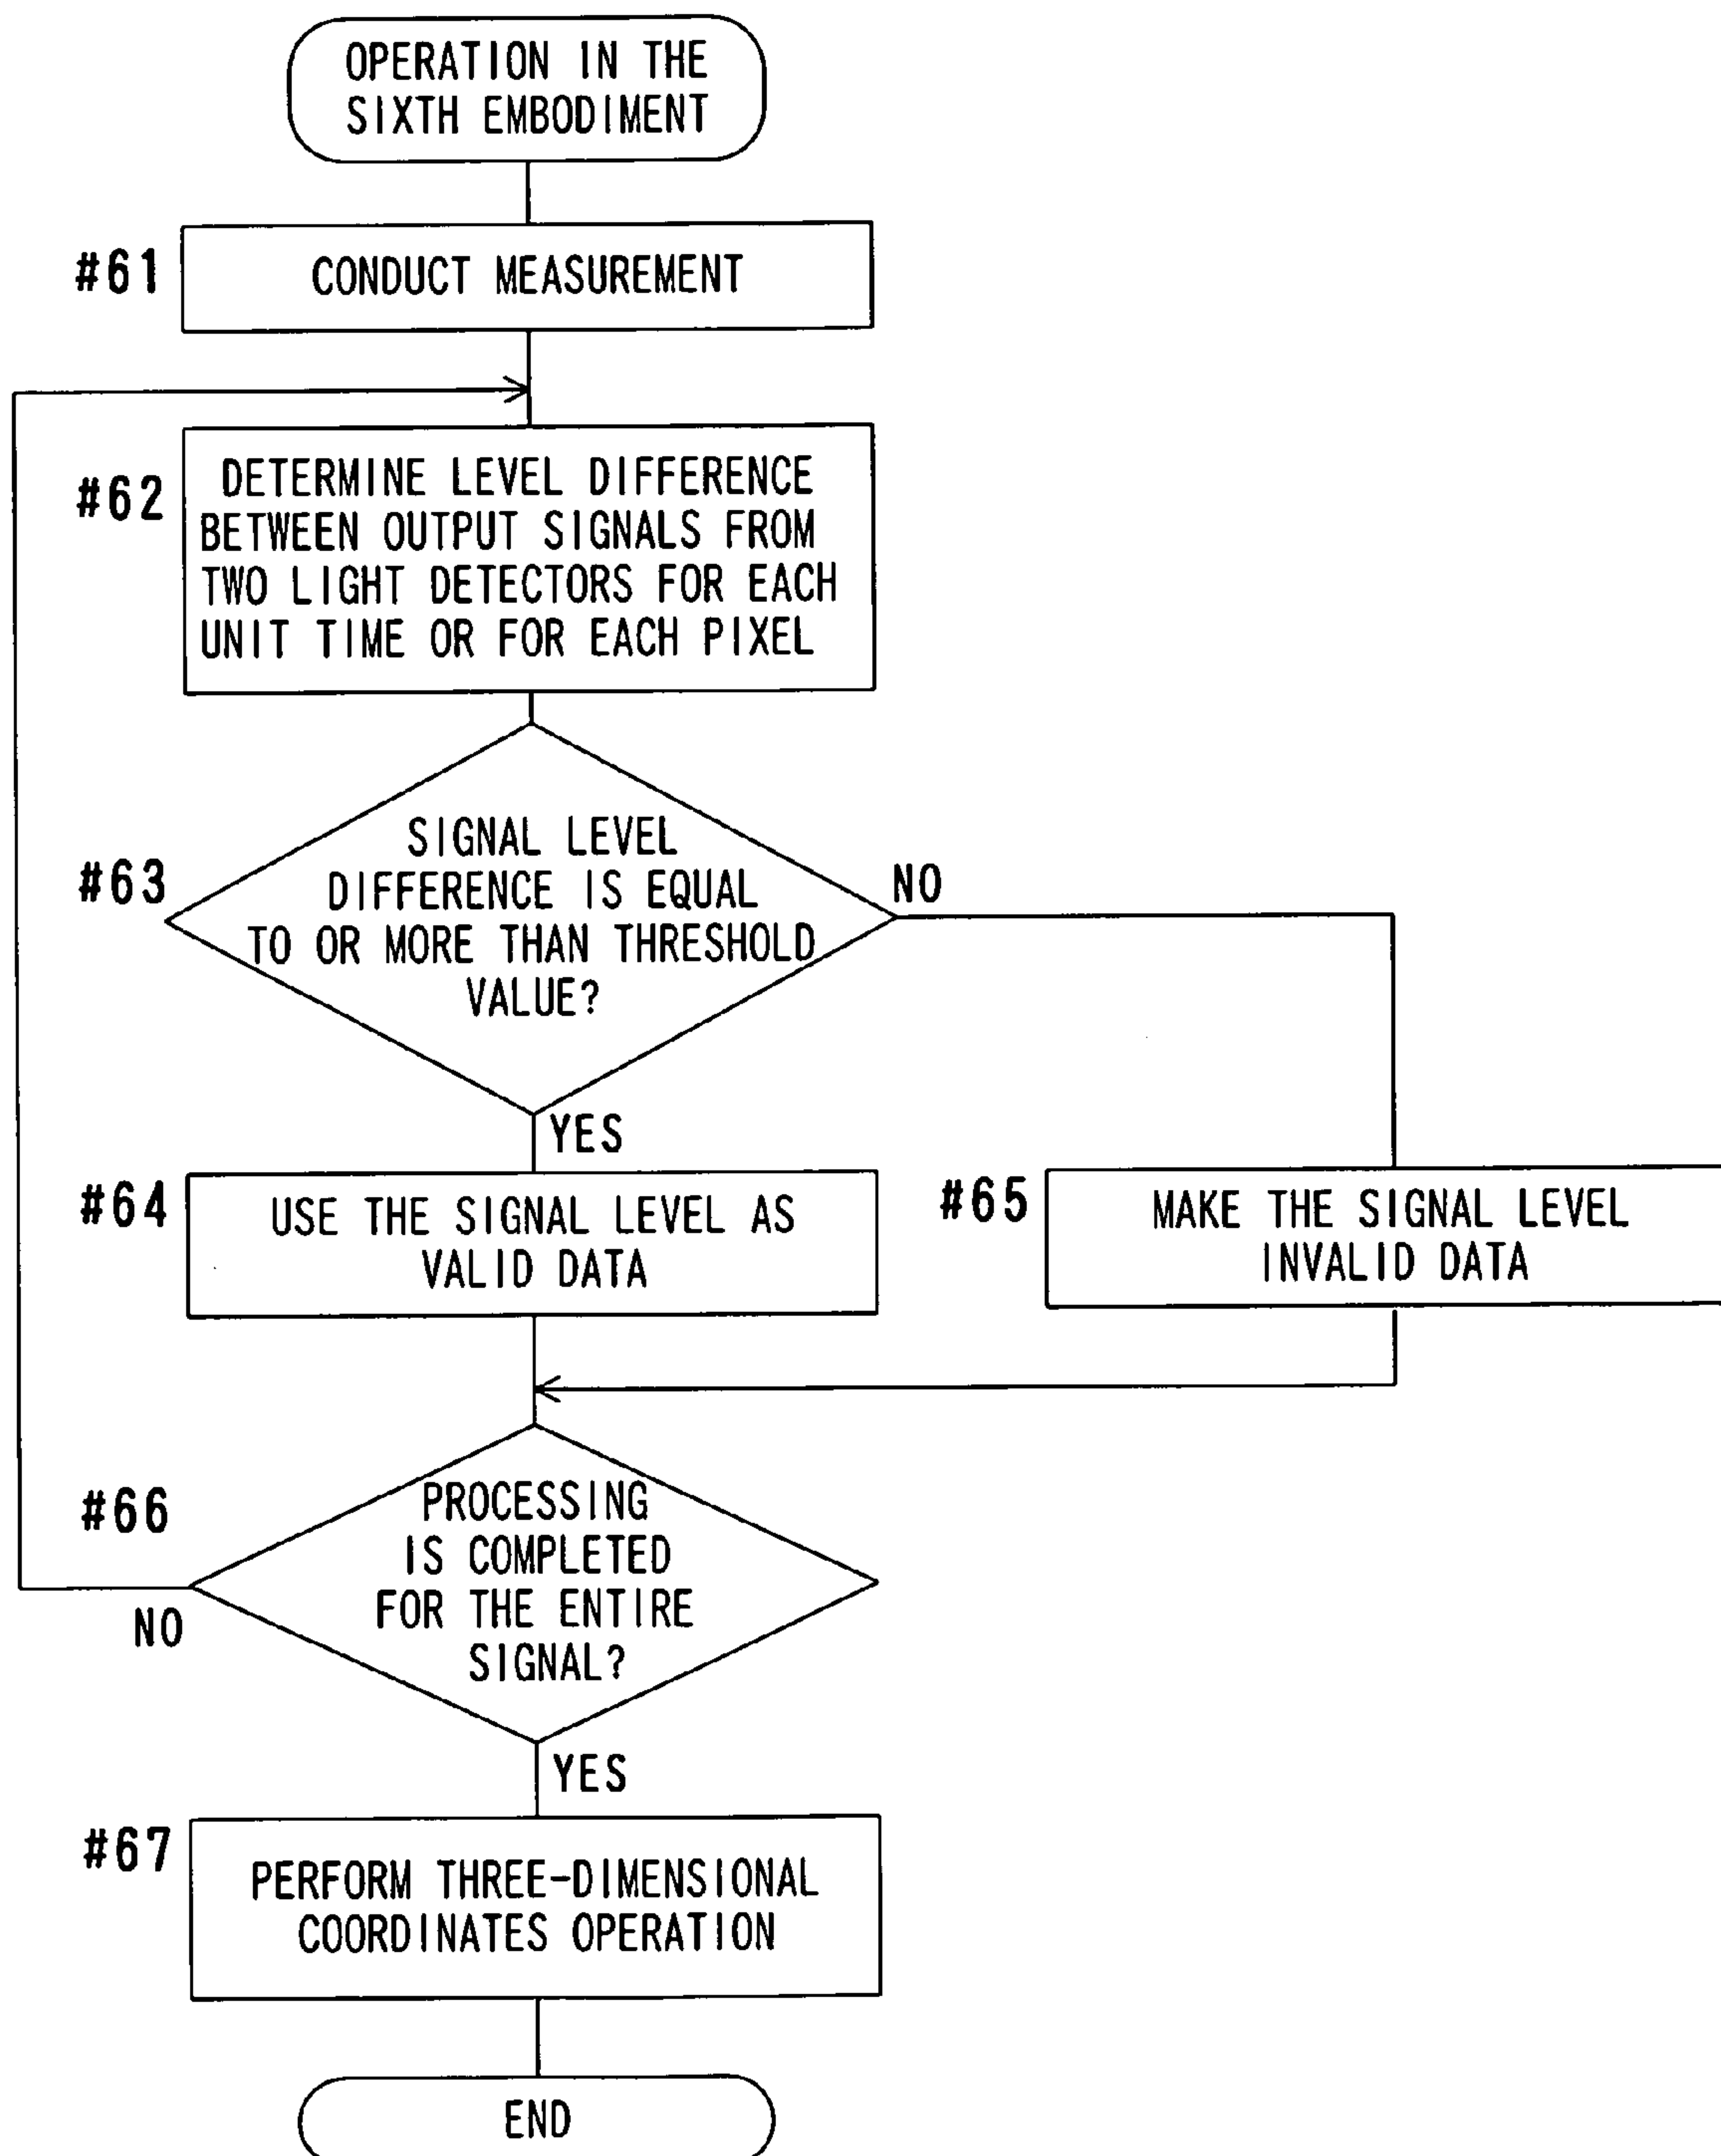 OPERATION IN THE
SIXTH EMBODIMENT
#61
CONDUCT MEASUREMENT
#62
DETERMINE LEVEL DIFFERENCE
BETWEEN OUTPUT SIGNALS FROM
TWO LIGHT DETECTORS FOR EACH
UNIT TIME OR FOR EACH PIXEL
#63
SIGNAL LEVEL
DIFFERENCE IS EQUAL
TO OR MORE THAN THRESHOLD
VALUE?
NO
YES
#64
USE THE SIGNAL LEVEL AS
VALID DATA
#65
MAKE THE SIGNAL LEVEL
INVALID DATA
#66
PROCESSING
IS COMPLETED
FOR THE ENTIRE
SIGNAL?
NO
YES
#67
PERFORM THREE-DIMENSIONAL
COORDINATES OPERATION
END